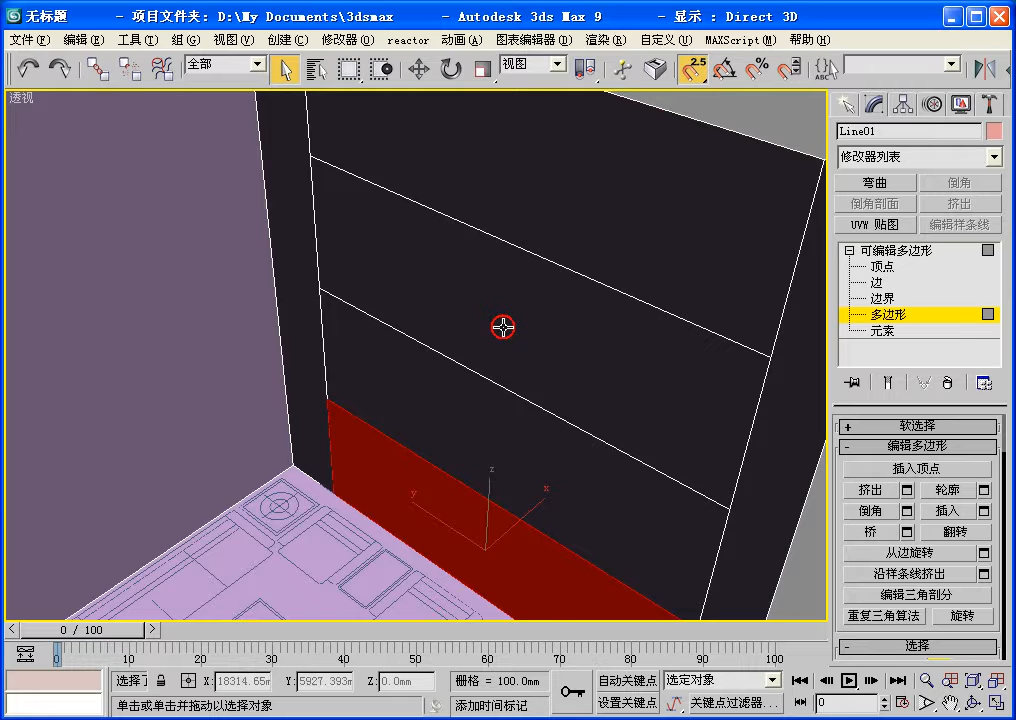 无标题 - 项目文件夹: D:\My Documents\3dsmax - Autodesk 3ds Max 9 - 显示 : Direct 3D
文件(F) 编辑(E) 工具(T) 组(G) 视图(V) 创建(C) 修改器(O) reactor 动画(A) 图表编辑器(D) 渲染(R) 自定义(U) MAXScript(M) 帮助(H)
全部 视图 2.5 % ABC
透视
Line01
修改器列表
弯曲 倒角
倒角剖面 挤出
UVW 贴图 编辑样条线
可编辑多边形
顶点
边
边界
多边形
元素
+ 软选择
- 编辑多边形
插入顶点
挤出 轮廓
倒角 插入
桥 翻转
从边旋转
沿样条线挤出
编辑三角剖分
重复三角算法 旋转
- 选择
z
y x
0 / 100
0 10 20 30 40 50 60 70 80 90 100
选择了 X: 18314.65m Y: 5927.393m Z: 0.0mm 栅格 = 100.0mm 自动关键点 选定对象
单击或单击并拖动以选择对象 添加时间标记 设置关键点 关键点过滤器... 0